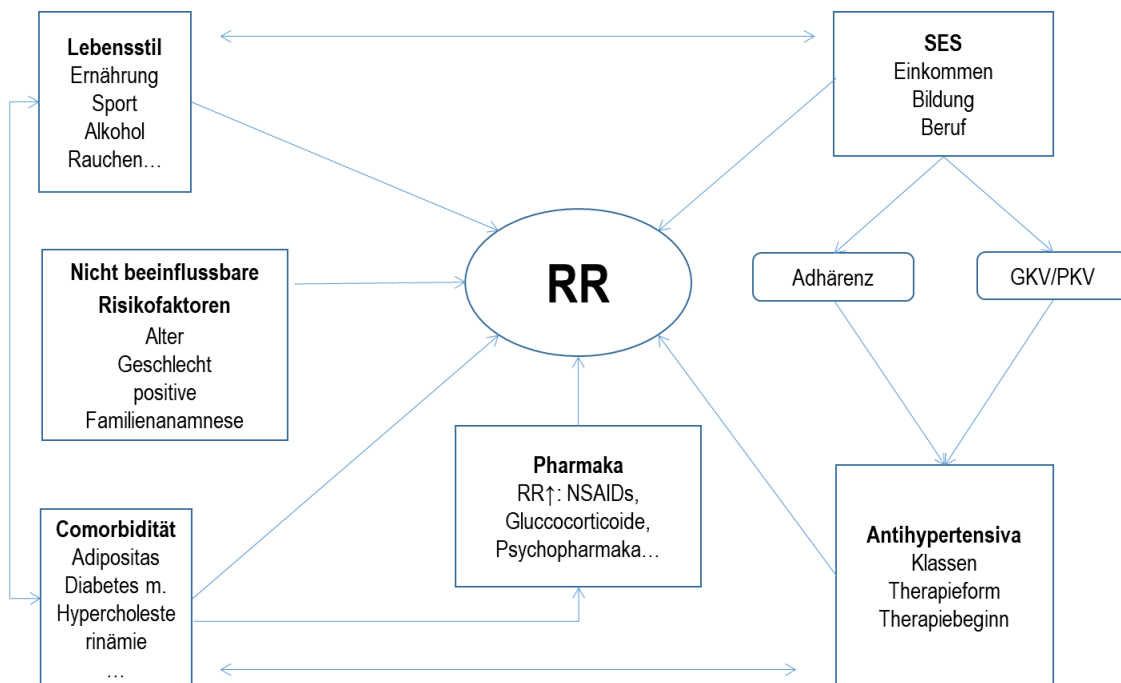 Lebensstil
Ernährung
Sport
Alkohol
Rauchen…
SES
Einkommen
Bildung
Beruf
Nicht beeinflussbare
Risikofaktoren
Alter
Geschlecht
positive
Familienanamnese
RR
Adhärenz
GKV/PKV
Pharmaka
RR↑: NSAIDs,
Gluccocorticoide,
Psychopharmaka…
Comorbidität
Adipositas
Diabetes m.
Hypercholeste
rinämie
…
Antihypertensiva
Klassen
Therapieform
Therapiebeginn